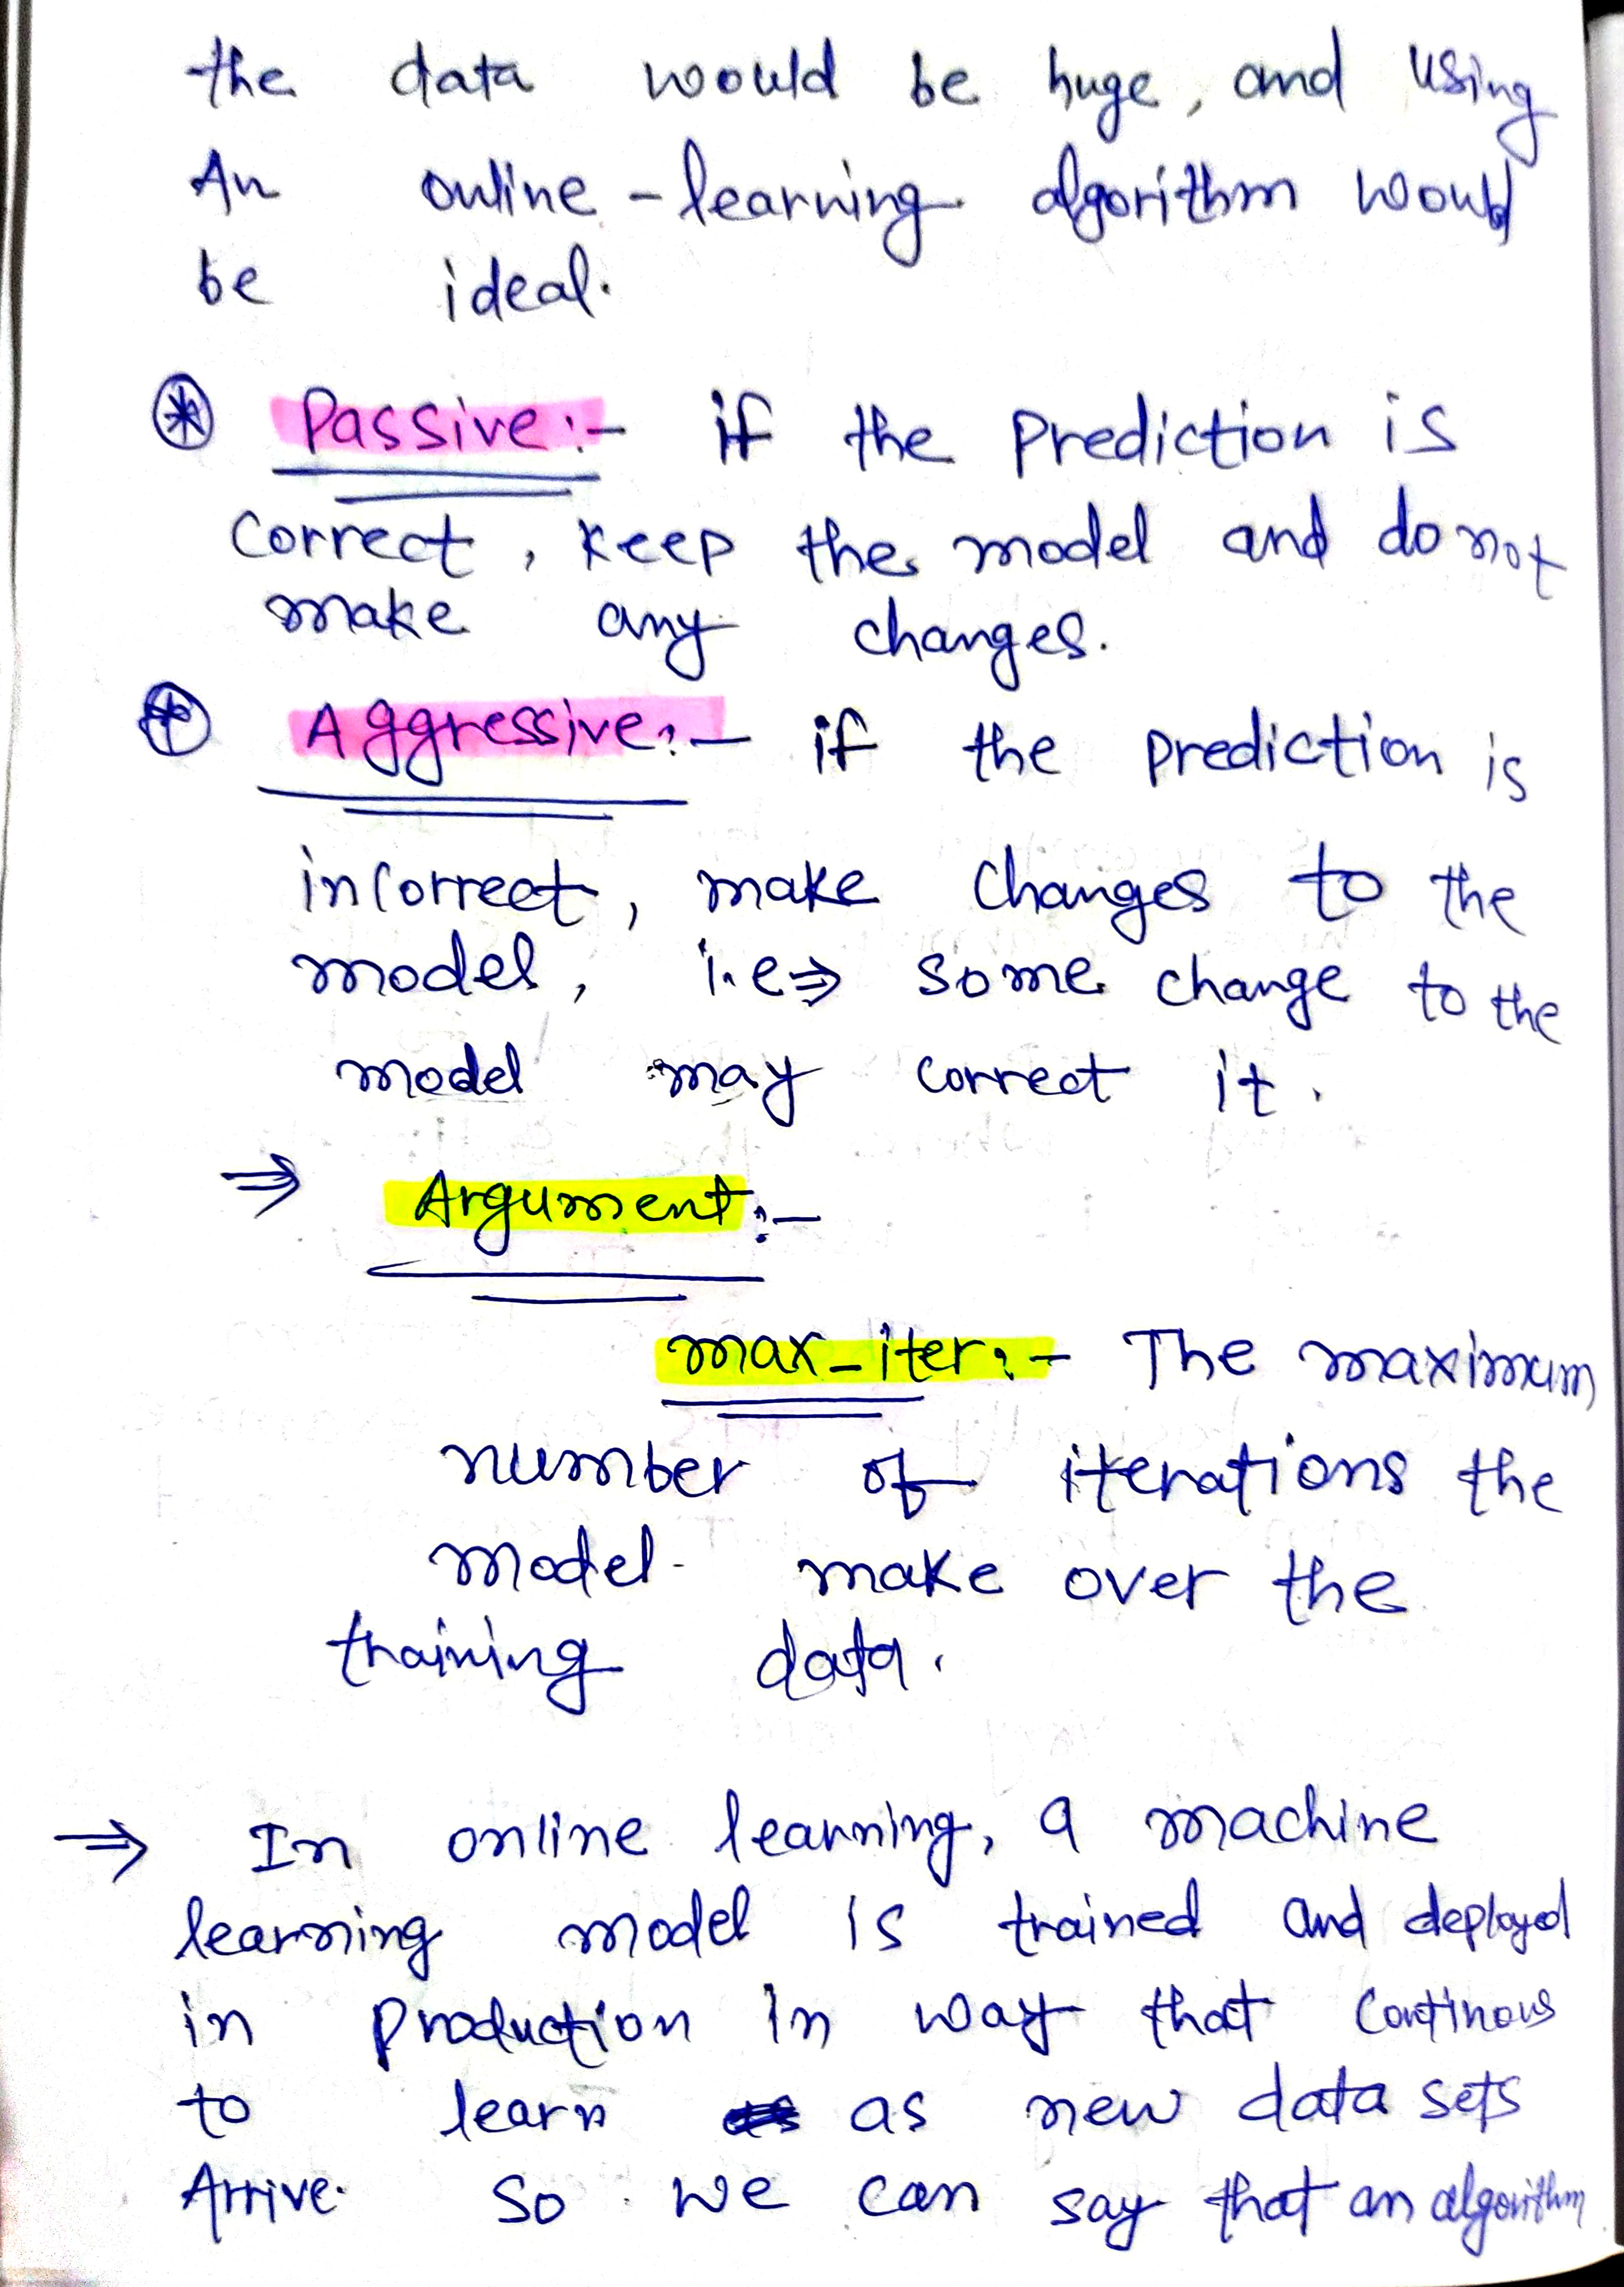 the data would be huge, and using
An online-learning algorithm would
be ideal.
Passive:- if the prediction is
correct, keep the model and do not
make any changes.
Aggressive:- if the prediction is
incorrect, make changes to the
model, i.e⇒ some change to the
model may correct it.
⇒ Argument:-
max_iter:- The maximum
number of iterations the
model make over the
training data.
⇒ In online learning, a machine
learning model is trained and deployed
in production in way that continous
to learn as new data sets
Arrive. So we can say that an algorithm